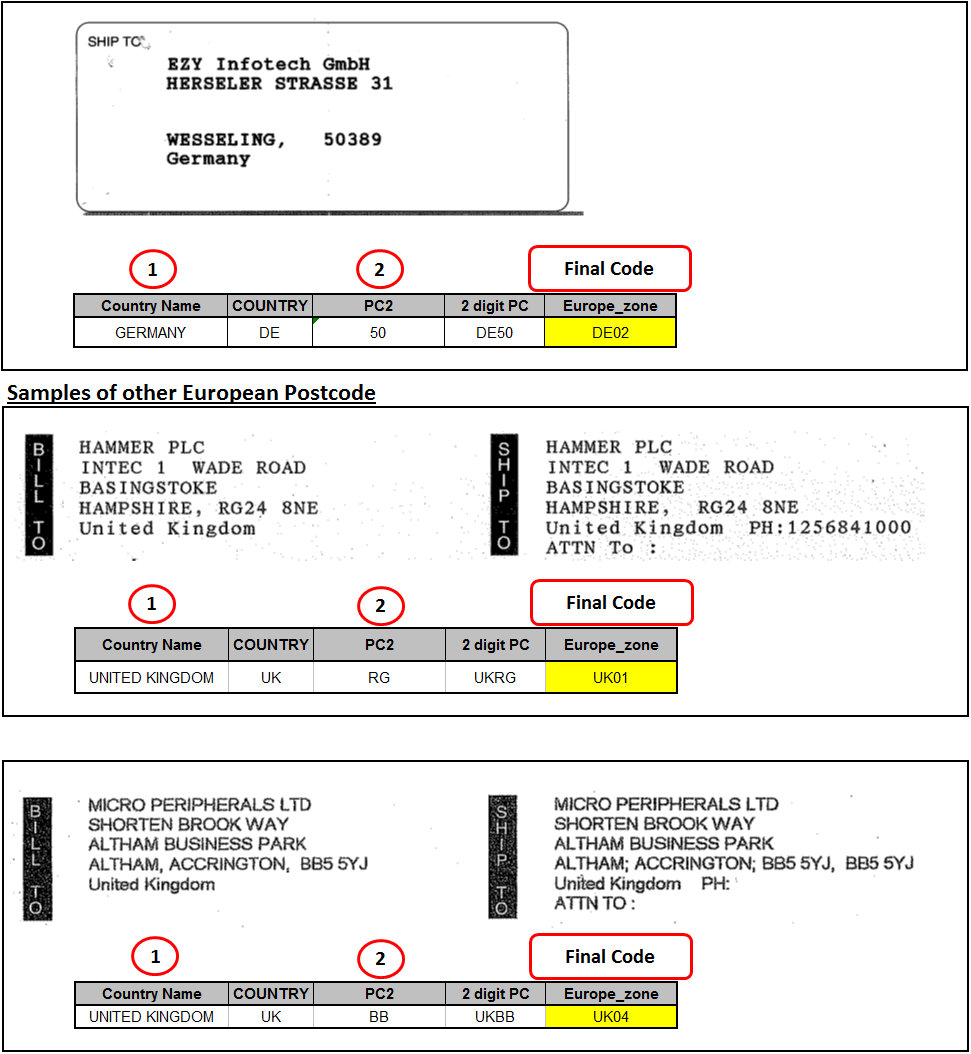 SHIP TO
EZY Infotech GmbH
HERSELER STRASSE 31
WESSELING, 50389
Germany
1 2 Final Code
Country Name COUNTRY PC2 2 digit PC Europe_zone
GERMANY DE 50 DE50 DE02
Samples of other European Postcode
BILL TO
HAMMER PLC
INTEC 1 WADE ROAD
BASINGSTOKE
HAMPSHIRE, RG24 8NE
United Kingdom
SHIP TO
HAMMER PLC
INTEC 1 WADE ROAD
BASINGSTOKE
HAMPSHIRE, RG24 8NE
United Kingdom PH:1256841000
ATTN To :
1 2 Final Code
Country Name COUNTRY PC2 2 digit PC Europe_zone
UNITED KINGDOM UK RG UKRG UK01
BILL TO
MICRO PERIPHERALS LTD
SHORTEN BROOK WAY
ALTHAM BUSINESS PARK
ALTHAM, ACCRINGTON, BB5 5YJ
United Kingdom
SHIP TO
MICRO PERIPHERALS LTD
SHORTEN BROOK WAY
ALTHAM BUSINESS PARK
ALTHAM; ACCRINGTON; BB5 5YJ, BB5 5YJ
United Kingdom PH:
ATTN TO :
1 2 Final Code
Country Name COUNTRY PC2 2 digit PC Europe_zone
UNITED KINGDOM UK BB UKBB UK04